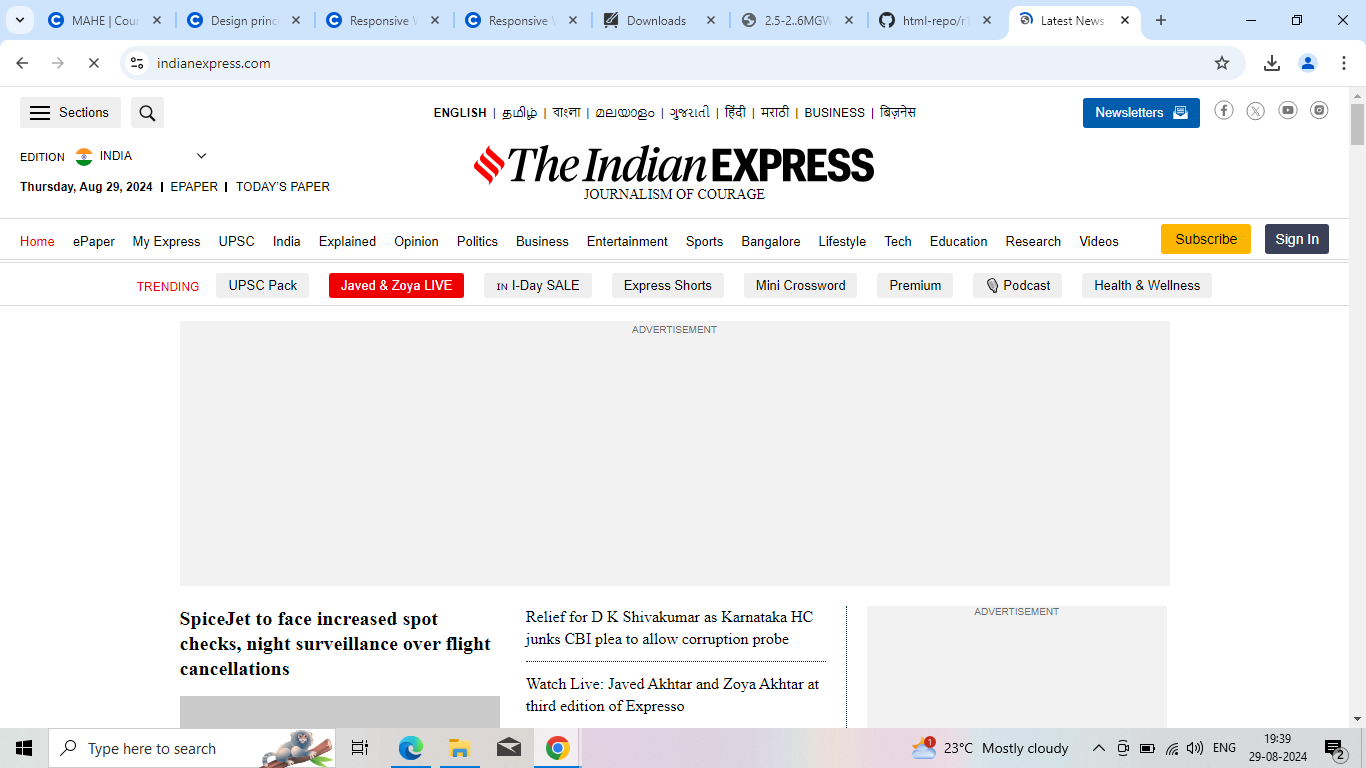 MAHE | Cour
Design princ
Responsive W
Responsive W
Downloads
2.5-2..6MGW
html-repo/r1
Latest News
indianexpress.com
Sections
ENGLISH | தமிழ் | বাংলা | മലയാളം | ગુજરાતી | हिंदी | मराठी | BUSINESS | बिज़नेस
Newsletters
EDITION INDIA
The Indian EXPRESS
JOURNALISM OF COURAGE
Thursday, Aug 29, 2024 | EPAPER | TODAY'S PAPER
Home ePaper My Express UPSC India Explained Opinion Politics Business Entertainment Sports Bangalore Lifestyle Tech Education Research Videos
Subscribe
Sign In
TRENDING UPSC Pack Javed & Zoya LIVE IN I-Day SALE Express Shorts Mini Crossword Premium Podcast Health & Wellness
ADVERTISEMENT
SpiceJet to face increased spot
checks, night surveillance over flight
cancellations
Relief for D K Shivakumar as Karnataka HC
junks CBI plea to allow corruption probe
Watch Live: Javed Akhtar and Zoya Akhtar at
third edition of Expresso
ADVERTISEMENT
Type here to search
1
23°C Mostly cloudy
ENG
19:39
29-08-2024
2